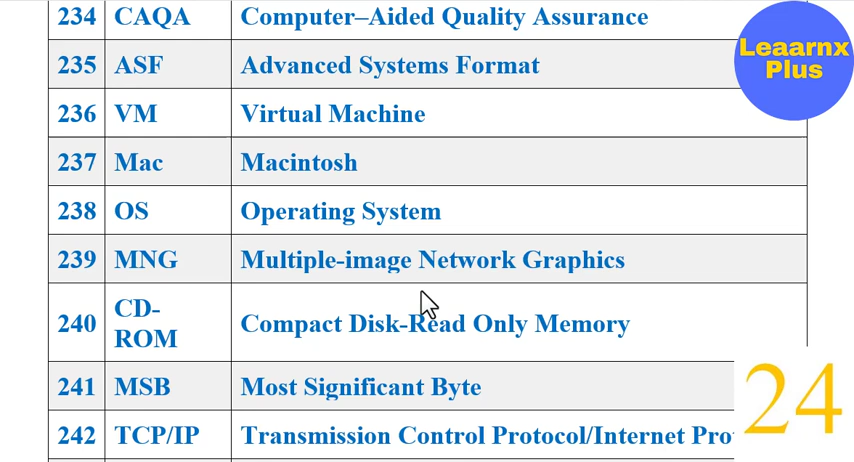 234 CAQA Computer–Aided Quality Assurance
Leaarnx
Plus
235 ASF Advanced Systems Format
236 VM Virtual Machine
237 Mac Macintosh
238 OS Operating System
239 MNG Multiple-image Network Graphics
240 CD-
ROM Compact Disk-Read Only Memory
241 MSB Most Significant Byte
242 TCP/IP Transmission Control Protocol/Internet Pro
24